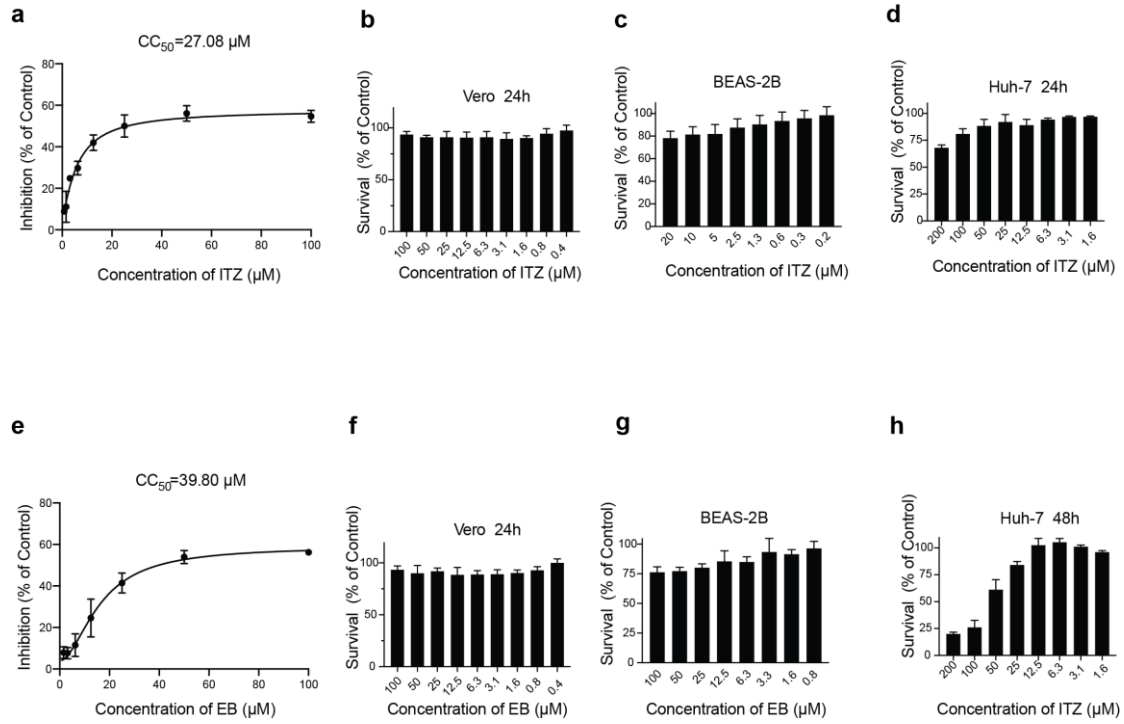 a
CC50=27.08 µM
Inhibition (% of Control)
80
60
40
20
0
0 20 40 60 80 100
Concentration of ITZ (µM)
b
Vero 24h
Survival (% of Control)
100
50
0
100 50 25 12.5 6.3 3.1 1.6 0.8 0.4
Concentration of ITZ (µM)
c
BEAS-2B
Survival (% of Control)
100
80
60
40
20
0
20 10 5 2.5 1.3 0.6 0.3 0.2
Concentration of ITZ (µM)
d
Huh-7 24h
Survival (% of Control)
100
75
50
25
0
200 100 50 25 12.5 6.3 3.1 1.6
Concentration of ITZ (µM)
e
CC50=39.80 µM
Inhibition (% of Control)
80
60
40
20
0
0 20 40 60 80 100
Concentration of EB (µM)
f
Vero 24h
Survival (% of Control)
100
50
0
100 50 25 12.5 6.3 3.1 1.6 0.8 0.4
Concentration of EB (µM)
g
BEAS-2B
Survival (% of Control)
100
75
50
25
0
100 50 25 12.5 6.3 3.3 1.6 0.8
Concentration of EB (µM)
h
Huh-7 48h
Survival (% of Control)
100
75
50
25
0
200 100 50 25 12.5 6.3 3.1 1.6
Concentration of ITZ (µM)